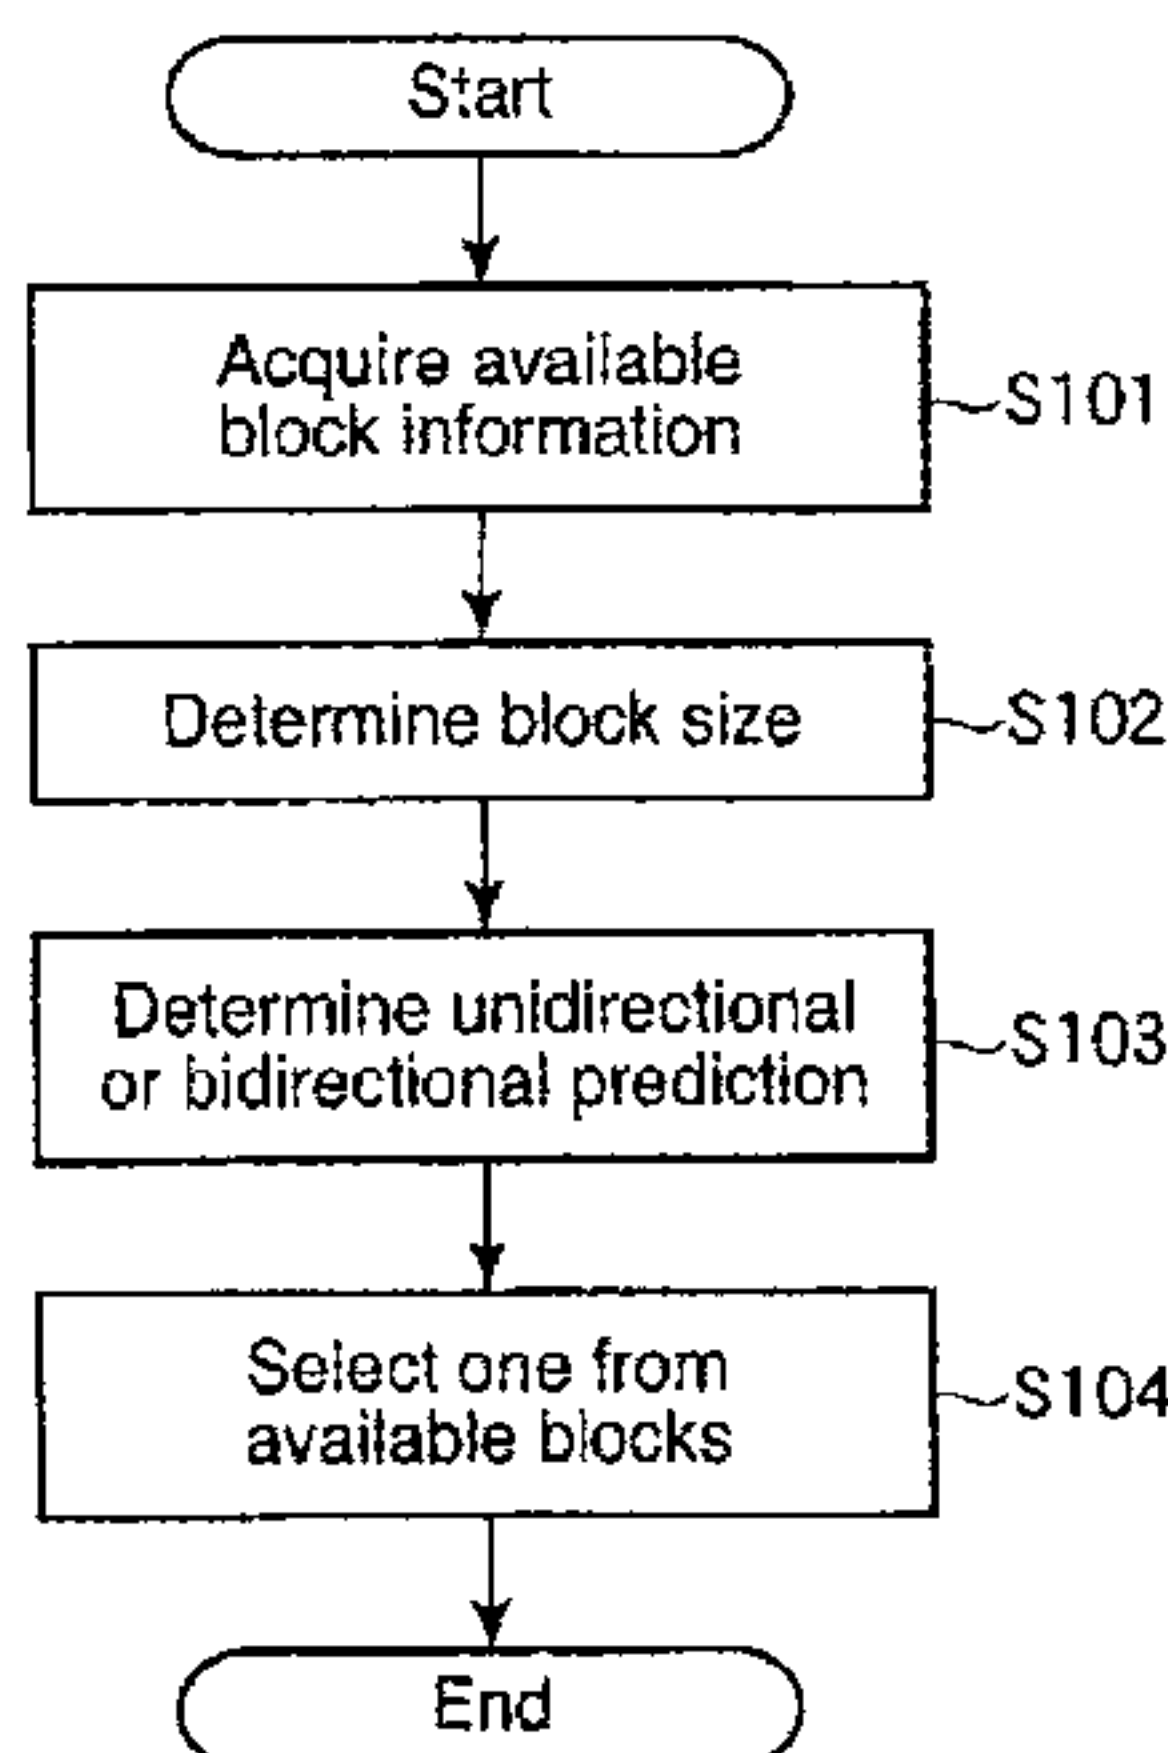 Start
Acquire available
block information
S101
Determine block size
S102
Determine unidirectional
or bidirectional prediction
S103
Select one from
available blocks
S104
End